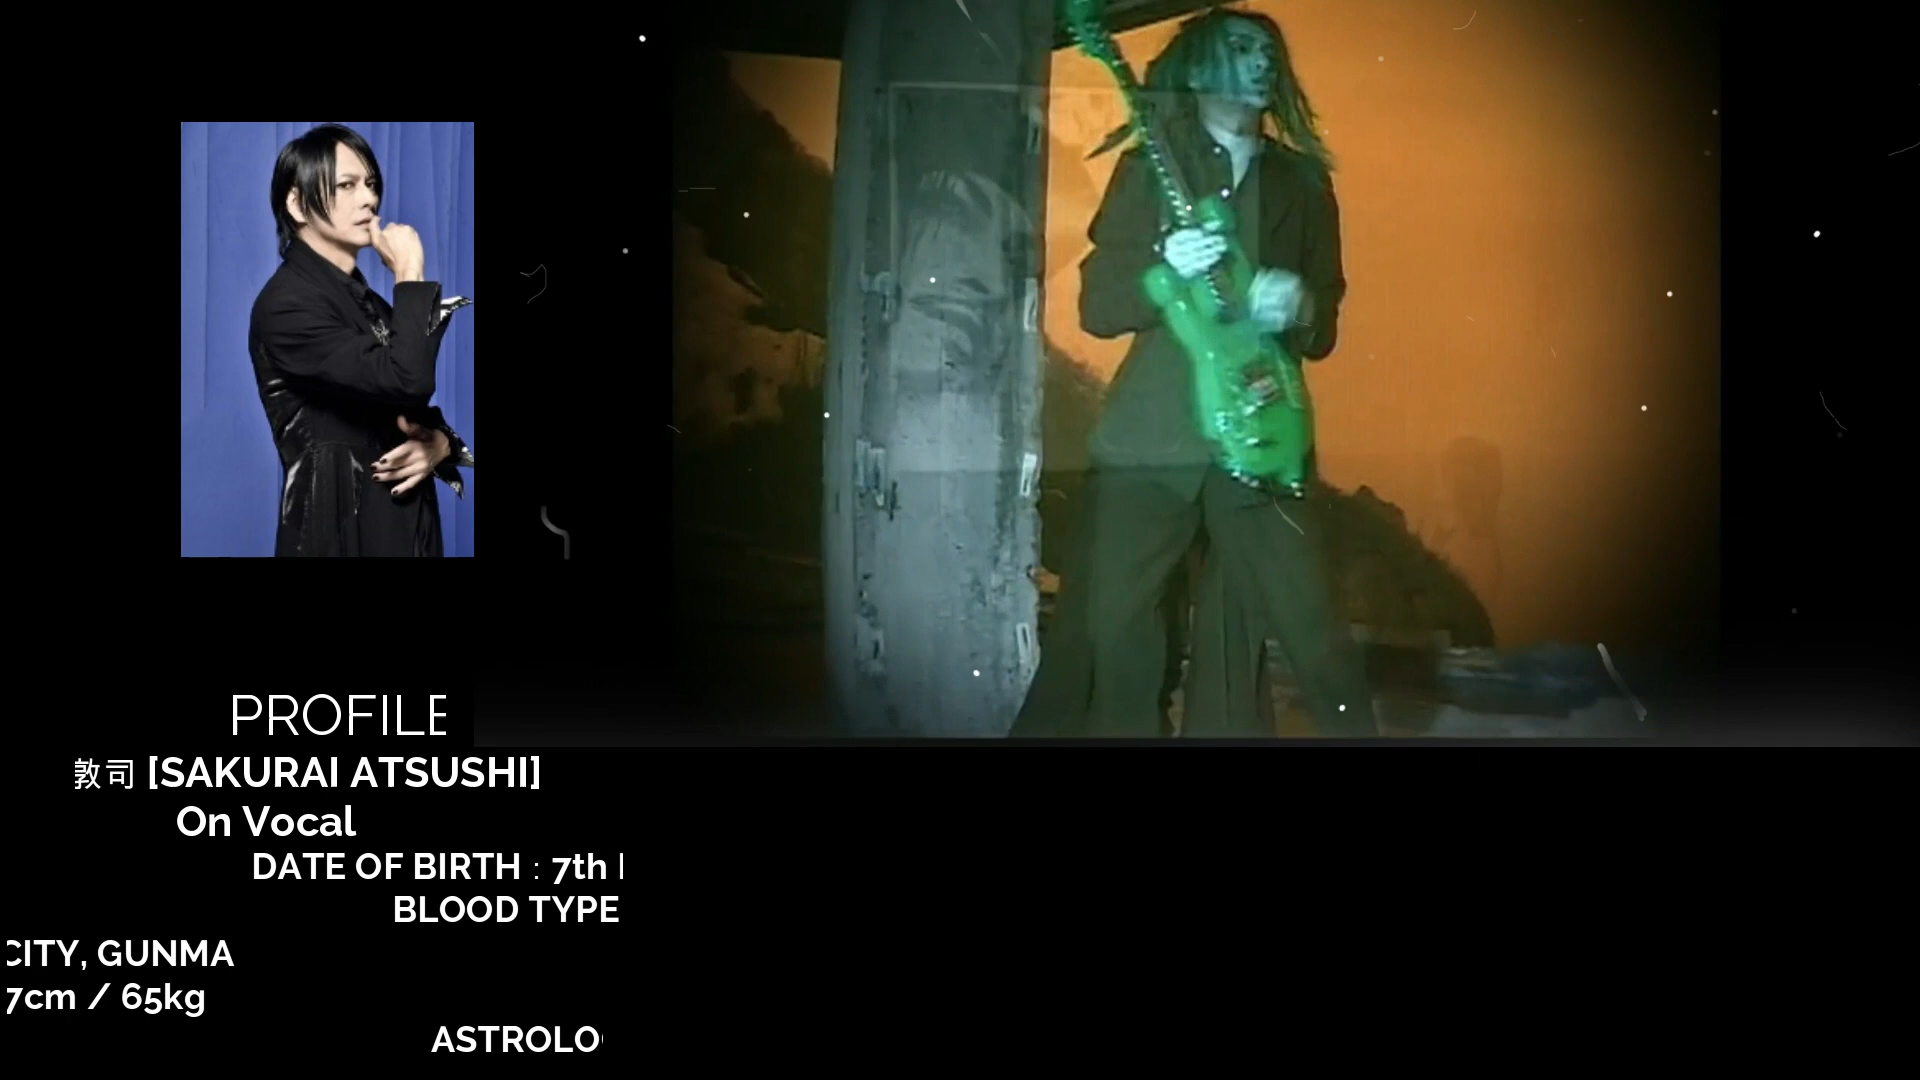 PROFILE
敦司 [SAKURAI ATSUSHI]
On Vocal
DATE OF BIRTH : 7th
BLOOD TYPE
CITY, GUNMA
7cm / 65kg
ASTROLO